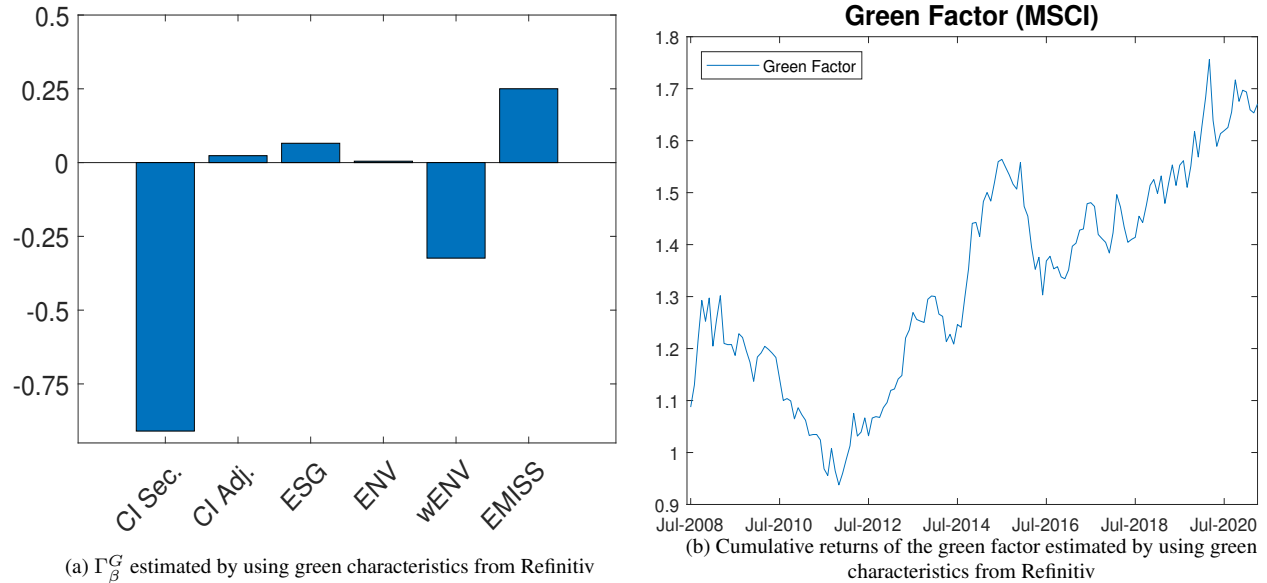 0.5
0.25
0
-0.25
-0.5
-0.75
CI Sec.
CI Adj.
ESG
ENV
wENV
EMISS
(a) Γ^G_β estimated by using green characteristics from Refinitiv
Green Factor (MSCI)
Green Factor
1.8
1.7
1.6
1.5
1.4
1.3
1.2
1.1
1
0.9
Jul-2008 Jul-2010 Jul-2012 Jul-2014 Jul-2016 Jul-2018 Jul-2020
(b) Cumulative returns of the green factor estimated by using green
characteristics from Refinitiv